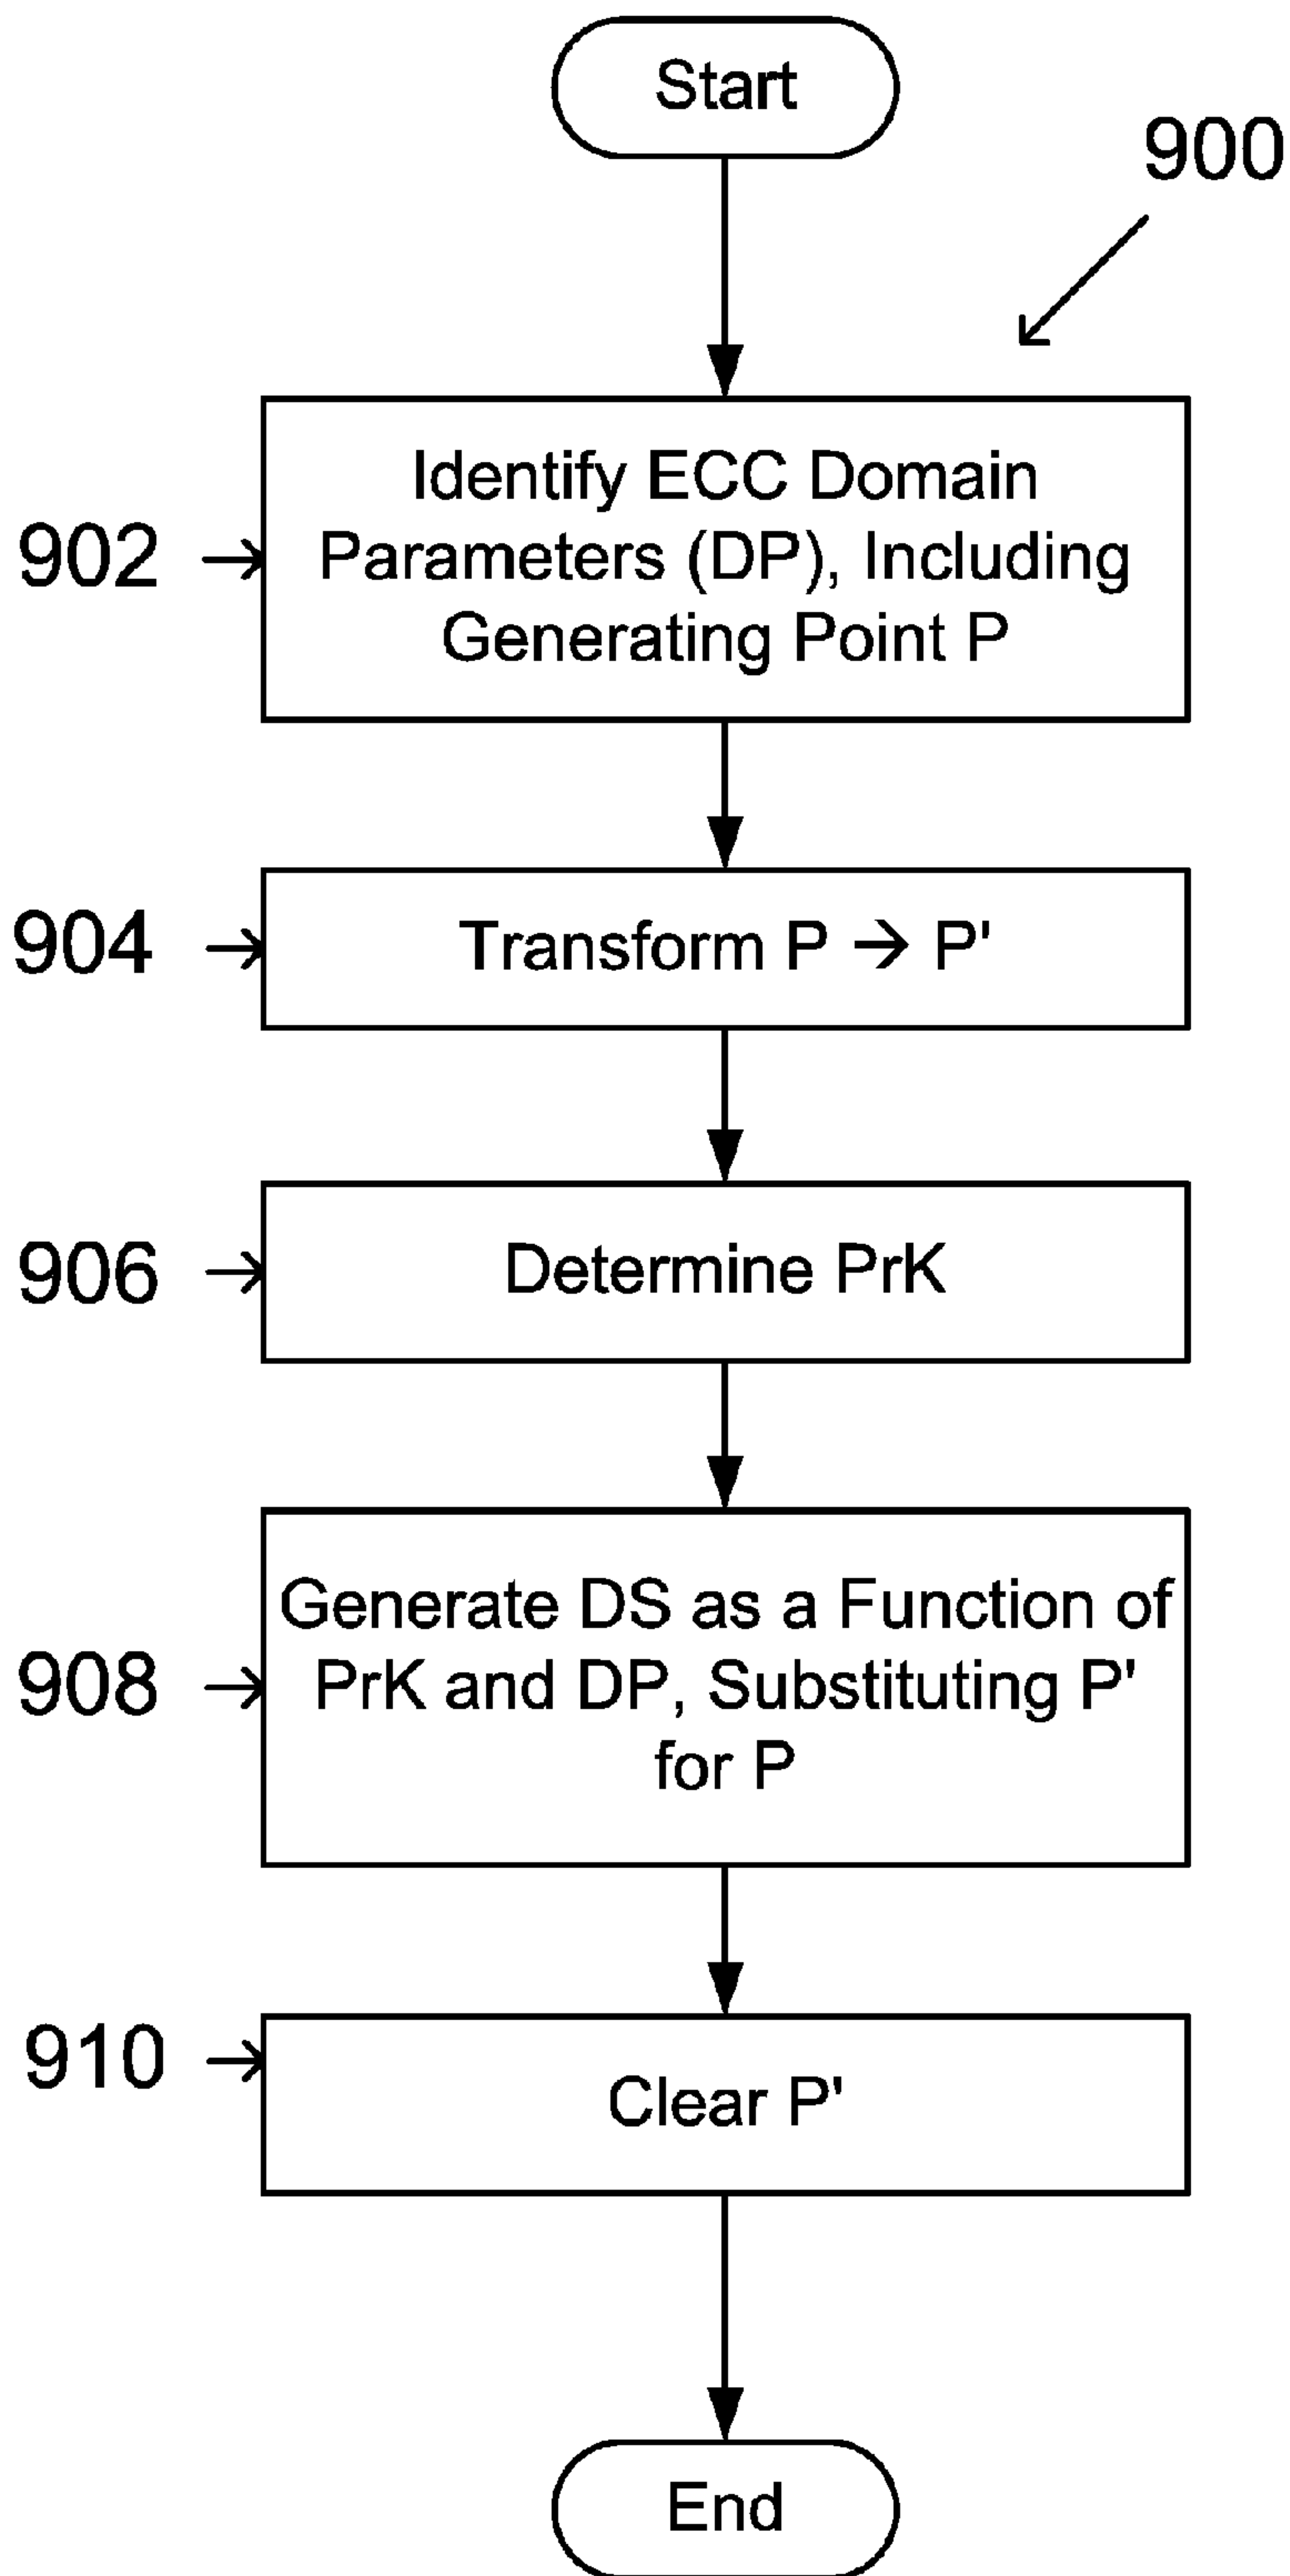 Start
900
902
Identify ECC Domain
Parameters (DP), Including
Generating Point P
904
Transform P → P'
906
Determine PrK
908
Generate DS as a Function of
PrK and DP, Substituting P'
for P
910
Clear P'
End